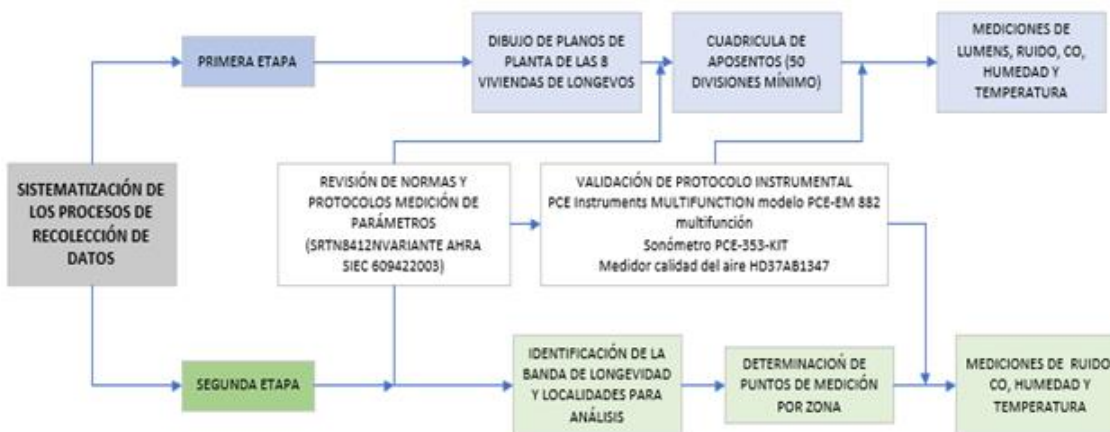 PRIMERA ETAPA
DIBUJO DE PLANOS DE
PLANTA DE LAS 8
VIVIENDAS DE LONGEVOS
CUADRICULA DE
APOSENTOS (50
DIVISIONES MÍNIMO)
MEDICIONES DE
LUMENS, RUIDO, CO,
HUMEDAD Y
TEMPERATURA
SISTEMATIZACIÓN DE
LOS PROCESOS DE
RECOLECCIÓN DE
DATOS
REVISIÓN DE NORMAS Y
PROTOCOLOS MEDICIÓN DE
PARÁMETROS
(SRTN8412NVARIANTE AHRA
SIEC 609422003)
VALIDACIÓN DE PROTOCOLO INSTRUMENTAL
PCE Instruments MULTIFUNCTION modelo PCE-EM 882
multifunción
Sonómetro PCE-353-KIT
Medidor calidad del aire HD37AB1347
SEGUNDA ETAPA
IDENTIFICACIÓN DE LA
BANDA DE LONGEVIDAD
Y LOCALIDADES PARA
ANÁLISIS
DETERMINACIÓN DE
PUNTOS DE MEDICIÓN
POR ZONA
MEDICIONES DE RUIDO
CO, HUMEDAD Y
TEMPERATURA